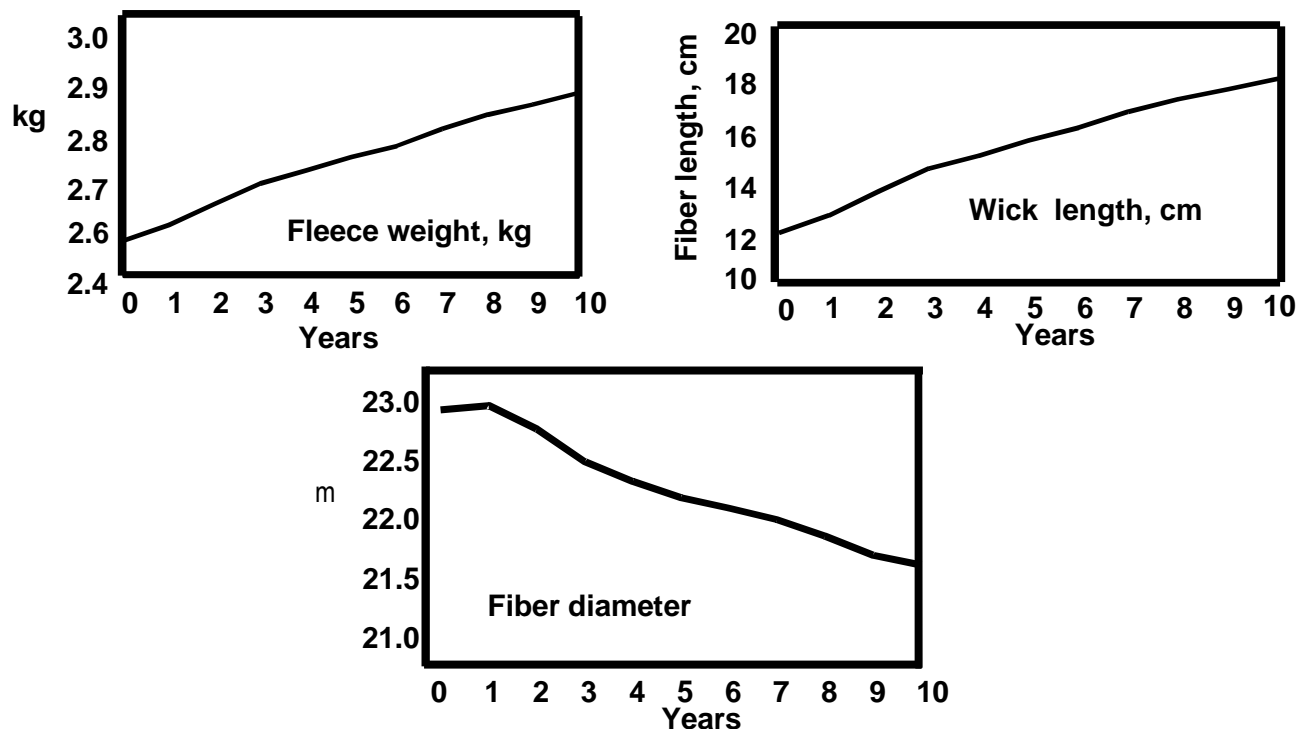 3.0
2.9
kg
2.8
2.7
2.6
2.4
Fleece weight, kg
0 1 2 3 4 5 6 7 8 9 10
Years
Fiber length, cm
20
18
16
14
12
10
Wick length, cm
0 1 2 3 4 5 6 7 8 9 10
Years
23.0
22.5
m
22.0
21.5
21.0
Fiber diameter
0 1 2 3 4 5 6 7 8 9 10
Years